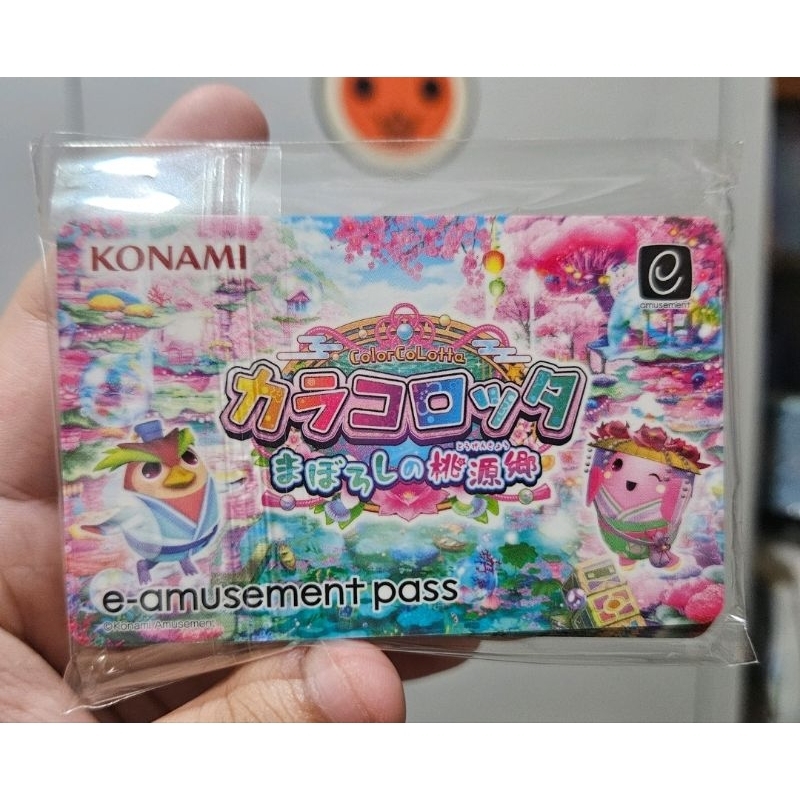 KONAMI
e
amusement
ColorCoLotta
カラコロッタ
とうげんきょう
まぼろしの桃源郷
e-amusement pass
©Konami Amusement